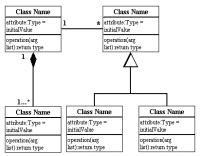 Class Name
attribute:Type =
initialValue
operation(arg
list):return type
1
*
Class Name
attribute:Type =
initialValue
operation(arg
list):return type
1
1...*
Class Name
attribute:Type =
initialValue
operation(arg
list):return type
Class Name
attribute:Type =
initialValue
operation(arg
list):return type
Class Name
attribute:Type =
initialValue
operation(arg
list):return type